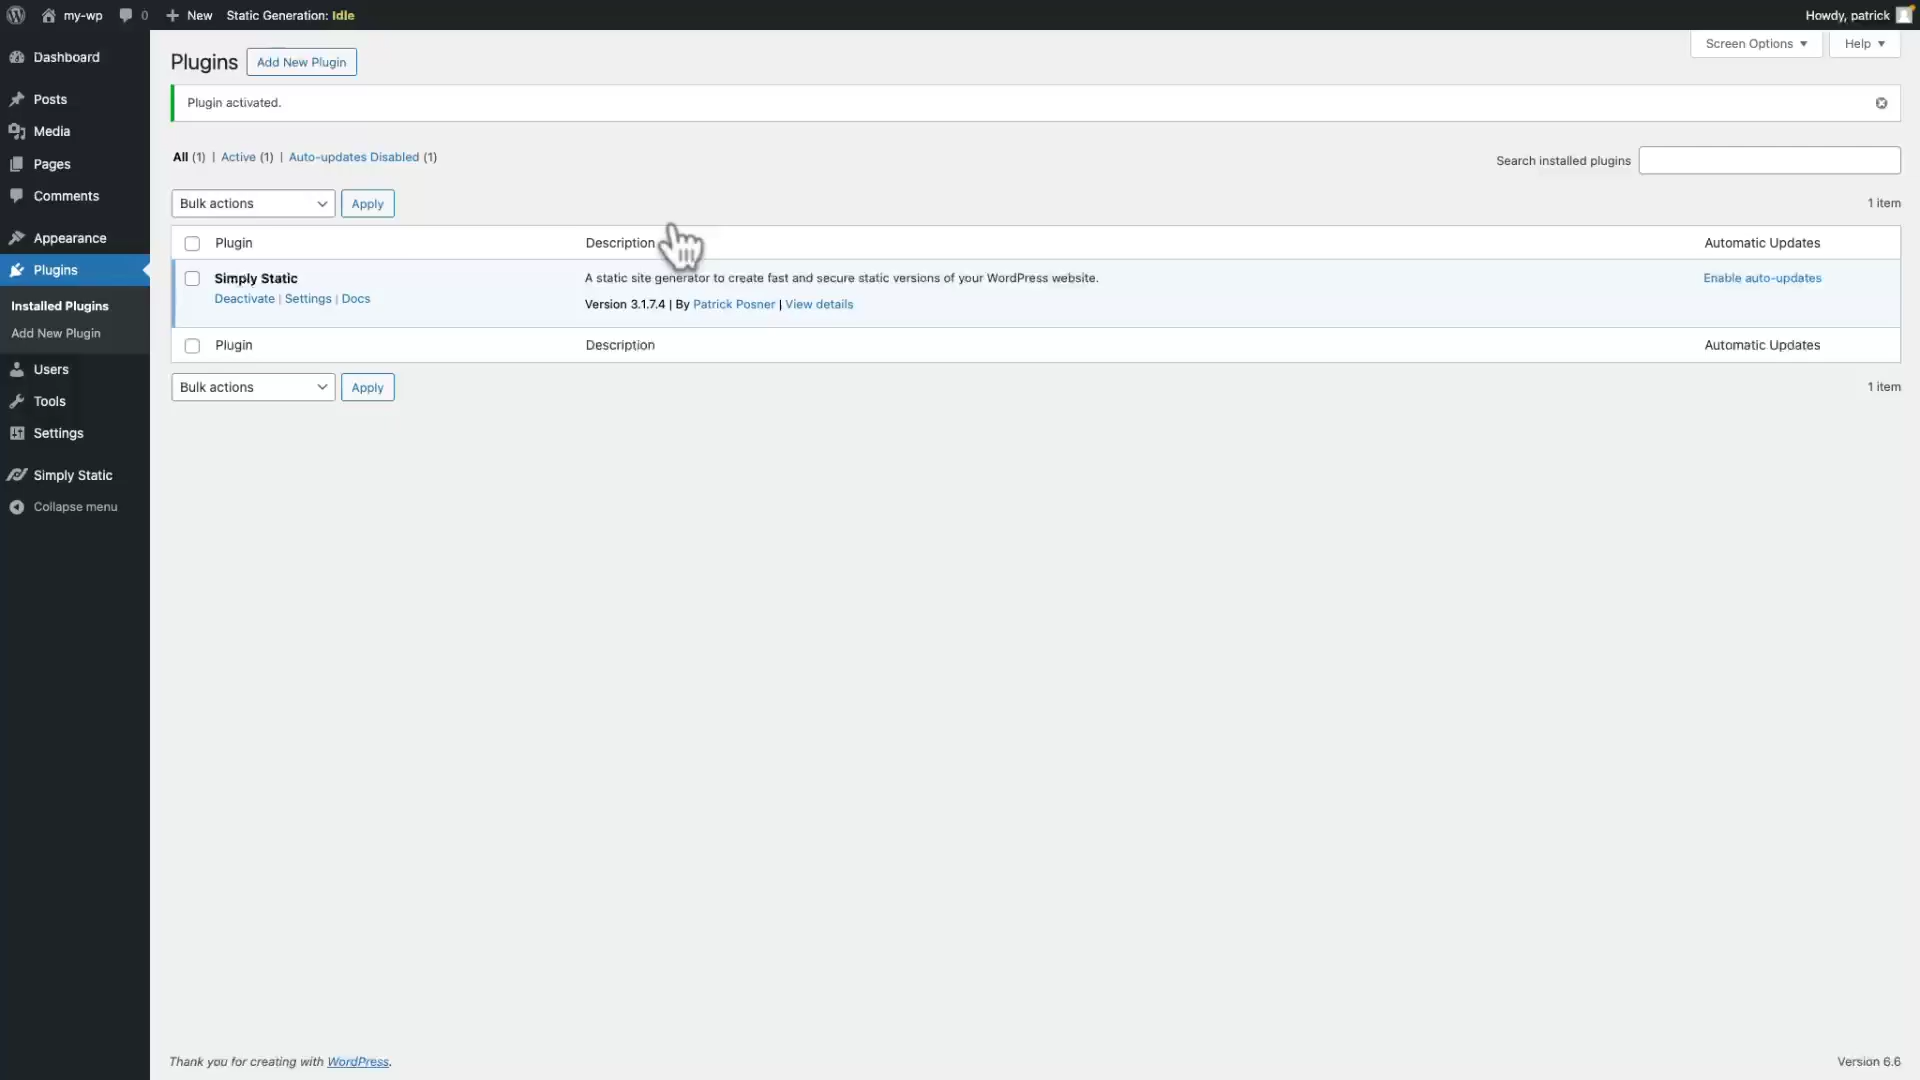 my-wp 0 New Static Generation: Idle Howdy, patrick
Dashboard
Posts
Media
Pages
Comments
Appearance
Plugins
Installed Plugins
Add New Plugin
Users
Tools
Settings
Simply Static
Collapse menu
Plugins Add New Plugin Screen Options Help
Plugin activated.
All (1) | Active (1) | Auto-updates Disabled (1) Search installed plugins
Bulk actions Apply 1 item
Plugin Description Automatic Updates
Simply Static A static site generator to create fast and secure static versions of your WordPress website. Enable auto-updates
Deactivate | Settings | Docs Version 3.1.7.4 | By Patrick Posner | View details
Plugin Description Automatic Updates
Bulk actions Apply 1 item
Thank you for creating with WordPress. Version 6.6